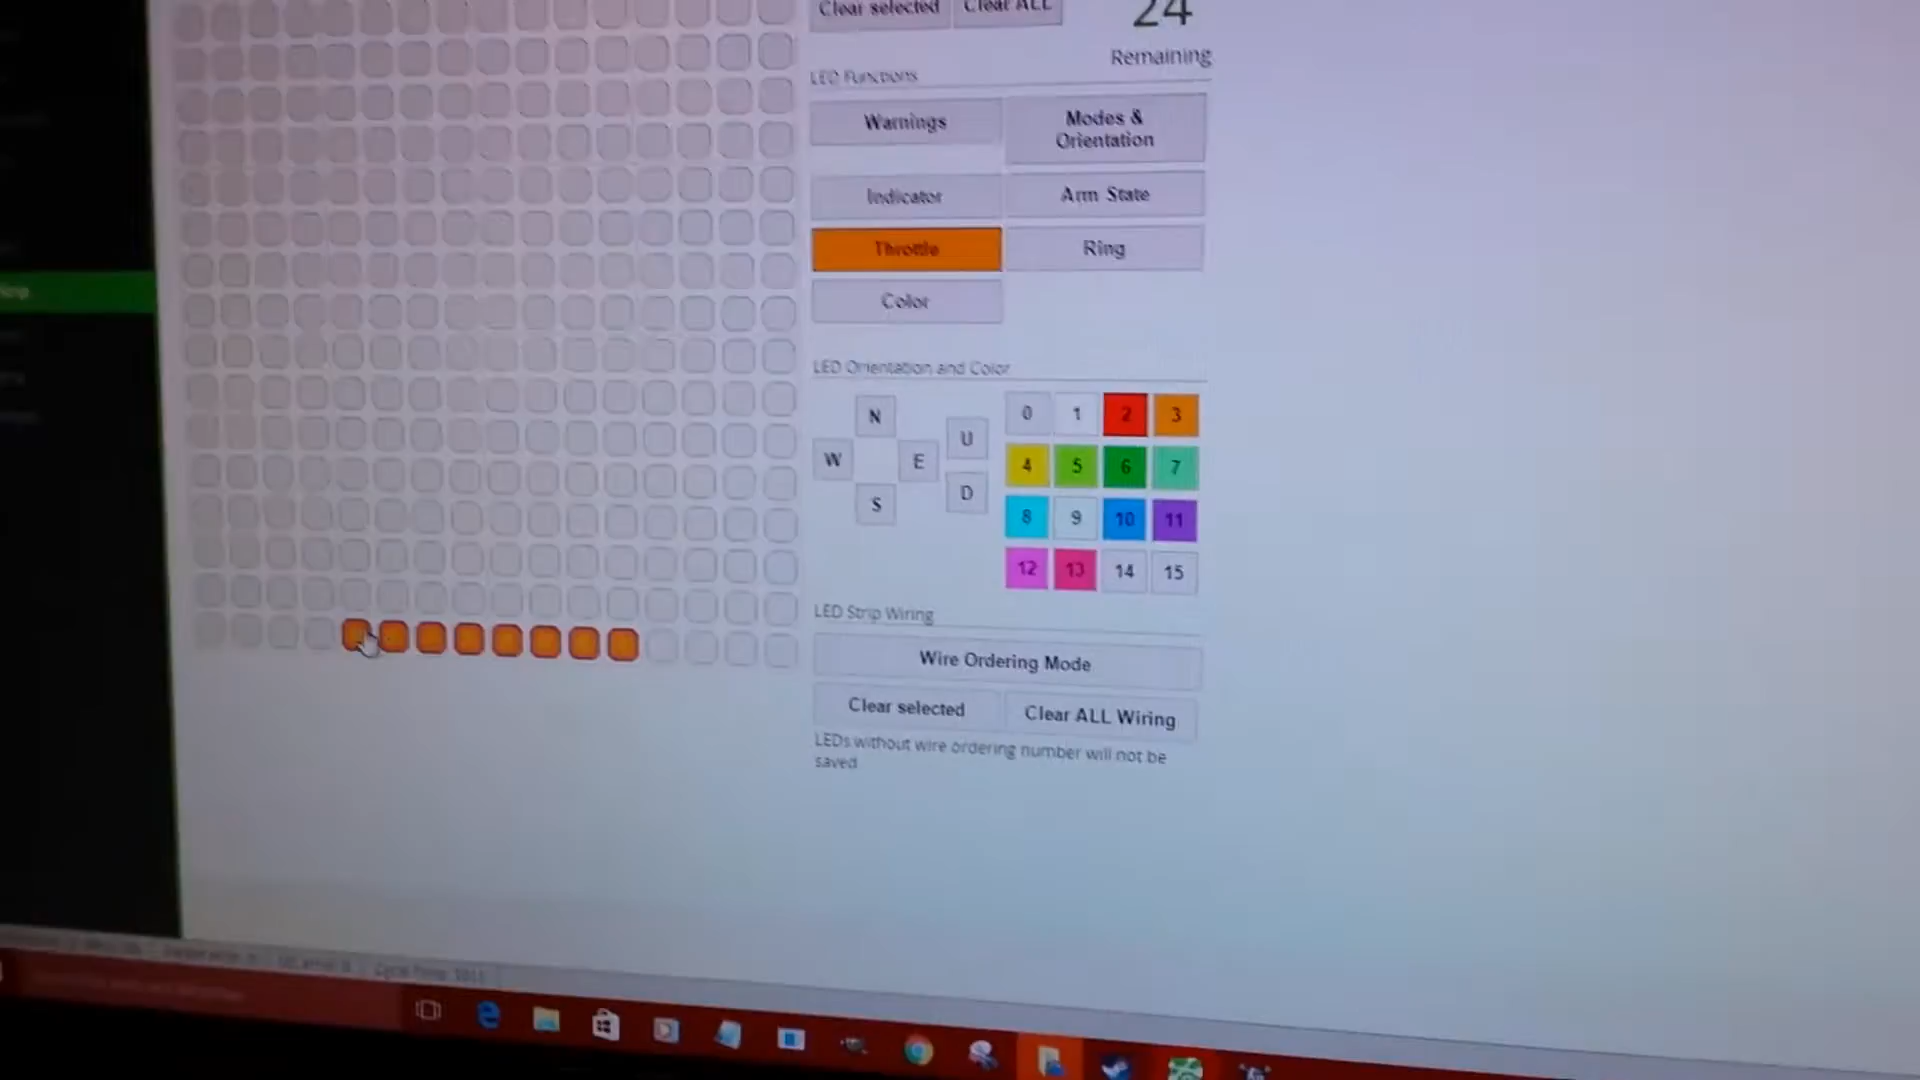 Clear selected
Clear ALL
24
Remaining
LED Functions
Warnings
Modes &
Orientation
Indicator
Arm State
Throttle
Ring
Color
LED Orientation and Color
N
W
E
S
U
D
0
1
2
3
4
5
6
7
8
9
10
11
12
13
14
15
LED Strip Wiring
Wire Ordering Mode
Clear selected
Clear ALL Wiring
LEDs without wire ordering number will not be
saved